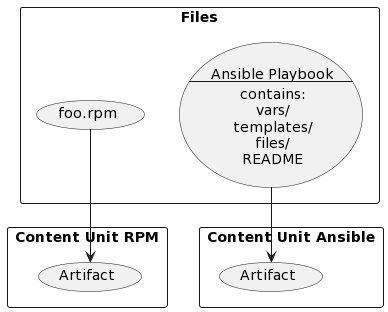 Files
foo.rpm
Ansible Playbook
contains:
vars/
templates/
files/
README
Content Unit RPM
Artifact
Content Unit Ansible
Artifact